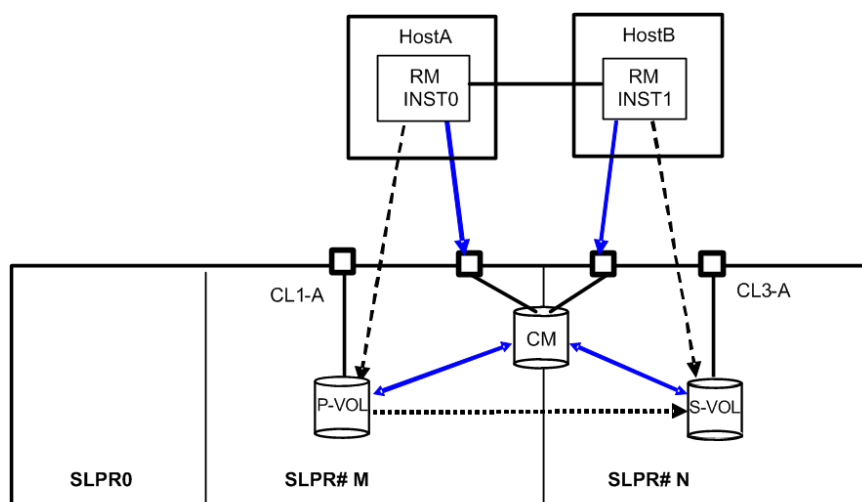 HostA
HostB
RM
INST0
RM
INST1
CL1-A
CL3-A
CM
P-VOL
S-VOL
SLPR0
SLPR# M
SLPR# N